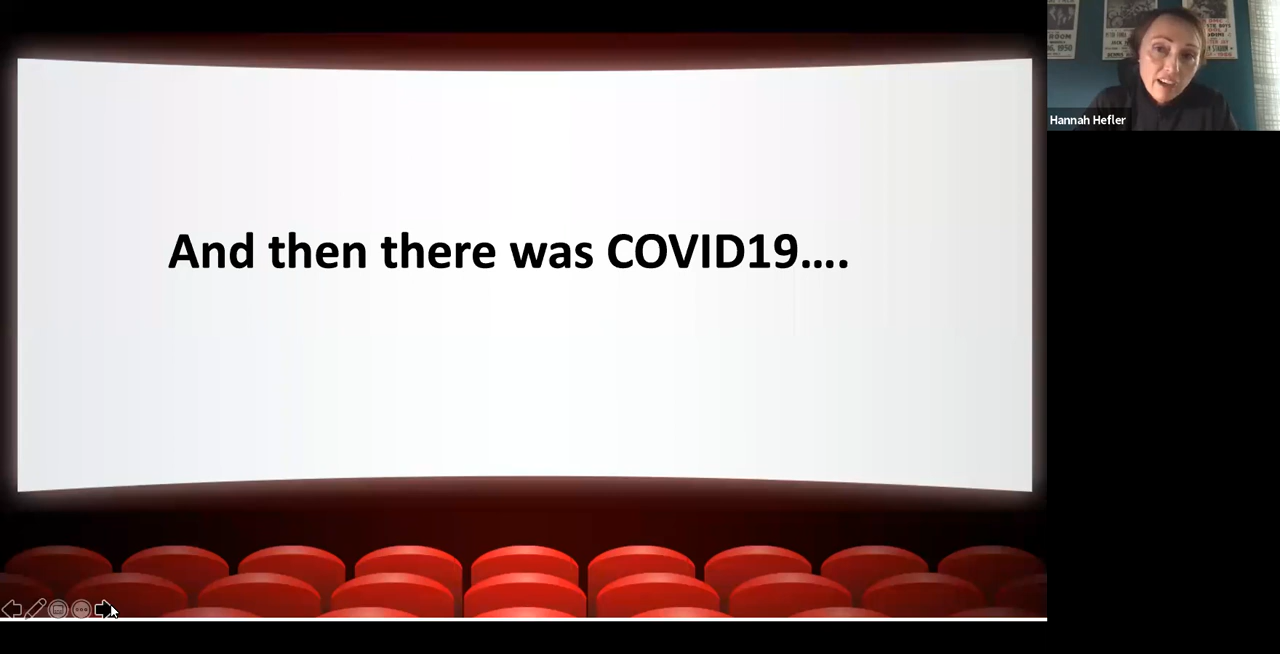 And then there was COVID19....
Hannah Hefler